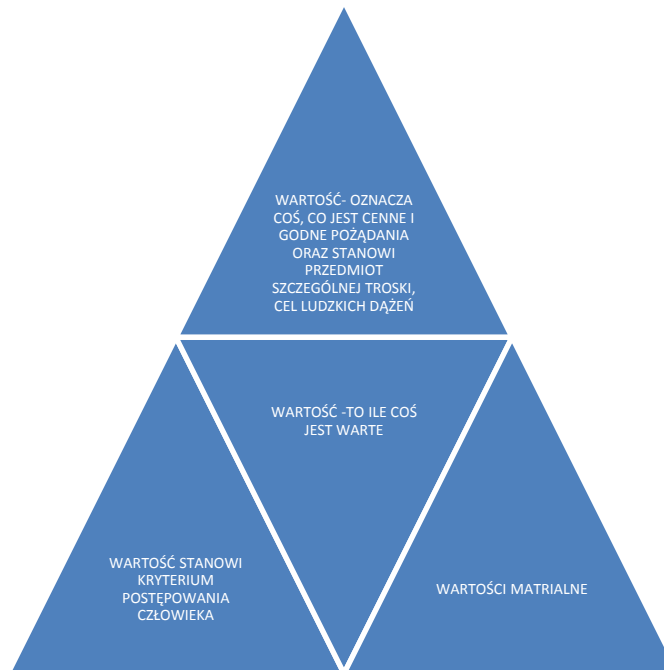 WARTOŚĆ- OZNACZA
COŚ, CO JEST CENNE I
GODNE POŻĄDANIA
ORAZ STANOWI
PRZEDMIOT
SZCZEGÓLNEJ TROSKI,
CEL LUDZKICH DĄŻEŃ
WARTOŚĆ -TO ILE COŚ
JEST WARTE
WARTOŚĆ STANOWI
KRYTERIUM
POSTĘPOWANIA
CZŁOWIEKA
WARTOŚCI MATRIALNE